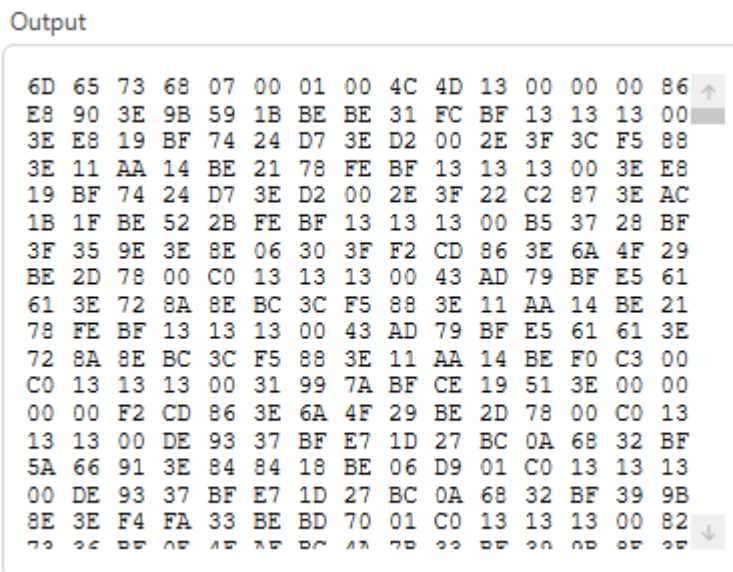 Output
6D 65 73 68 07 00 01 00 4C 4D 13 00 00 00 86
E8 90 3E 9B 59 1B BE BE 31 FC BF 13 13 13 00
3E E8 19 BF 74 24 D7 3E D2 00 2E 3F 3C F5 88
3E 11 AA 14 BE 21 78 FE BF 13 13 13 00 3E E8
19 BF 74 24 D7 3E D2 00 2E 3F 22 C2 87 3E AC
1B 1F BE 52 2B FE BF 13 13 13 00 B5 37 28 BF
3F 35 9E 3E 8E 06 30 3F F2 CD 86 3E 6A 4F 29
BE 2D 78 00 C0 13 13 13 00 43 AD 79 BF E5 61
61 3E 72 8A 8E BC 3C F5 88 3E 11 AA 14 BE 21
78 FE BF 13 13 13 00 43 AD 79 BF E5 61 61 3E
72 8A 8E BC 3C F5 88 3E 11 AA 14 BE F0 C3 00
C0 13 13 13 00 31 99 7A BF CE 19 51 3E 00 00
00 00 F2 CD 86 3E 6A 4F 29 BE 2D 78 00 C0 13
13 13 00 DE 93 37 BF E7 1D 27 BC 0A 68 32 BF
5A 66 91 3E 84 84 18 BE 06 D9 01 C0 13 13 13
00 DE 93 37 BF E7 1D 27 BC 0A 68 32 BF 39 9B
8E 3E F4 FA 33 BE BD 70 01 C0 13 13 13 00 82